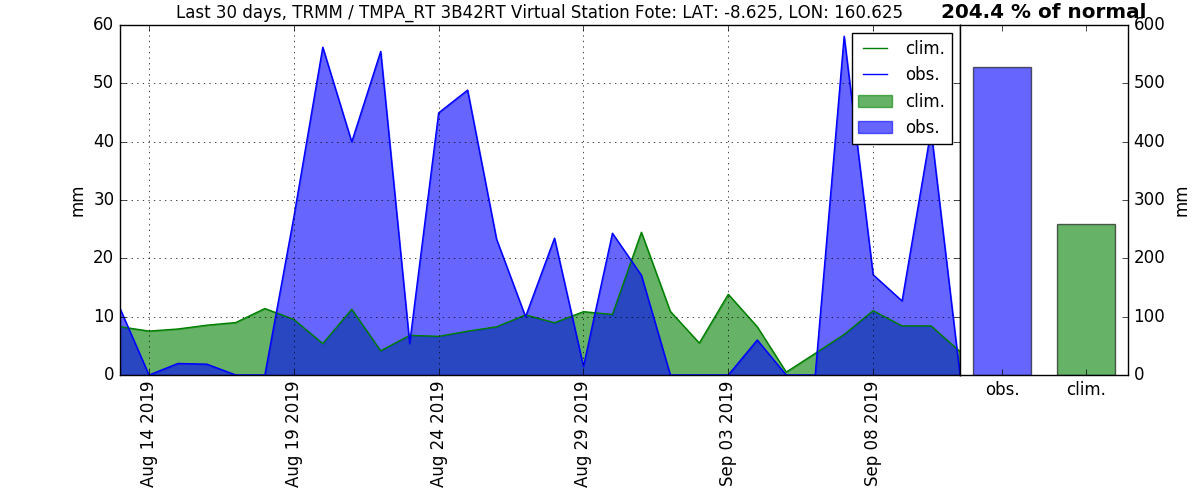 Last 30 days, TRMM / TMPA_RT 3B42RT Virtual Station Fote: LAT: -8.625, LON: 160.625
204.4 % of normal
60
50
40
30
20
10
0
mm
clim.
obs.
clim.
obs.
600
500
400
300
200
100
0
mm
obs.
clim.
Aug 14 2019
Aug 19 2019
Aug 24 2019
Aug 29 2019
Sep 03 2019
Sep 08 2019